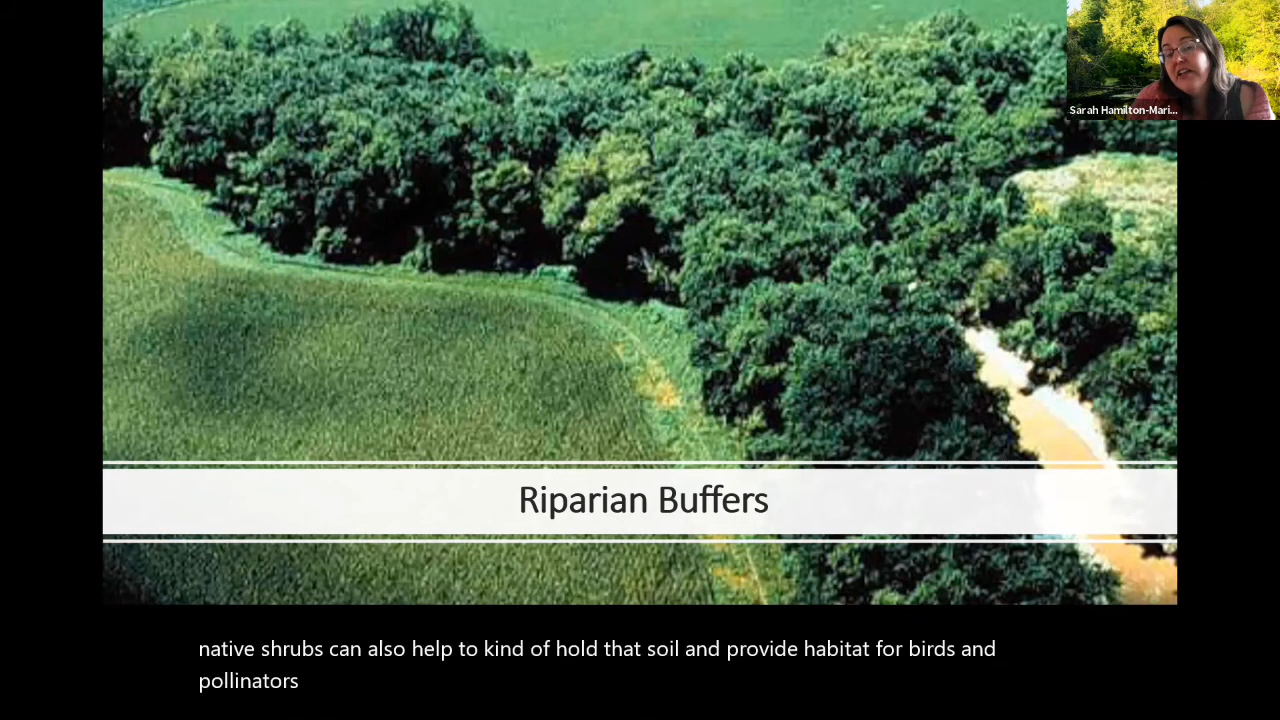 Sarah Hamilton-Mari...
Riparian Buffers
native shrubs can also help to kind of hold that soil and provide habitat for birds and
pollinators